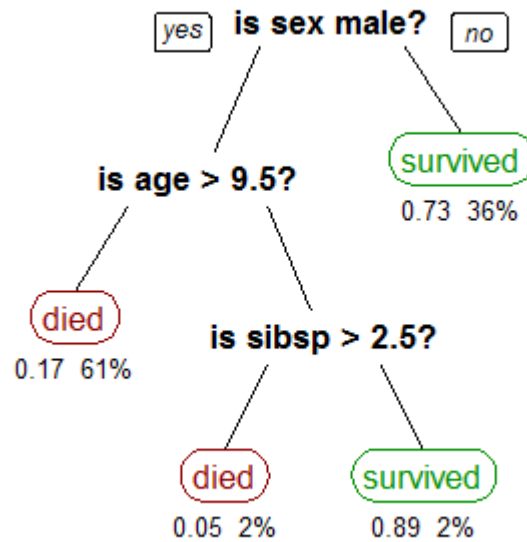 yes is sex male? no
is age > 9.5?
survived
0.73 36%
died
0.17 61%
is sibsp > 2.5?
died survived
0.05 2% 0.89 2%